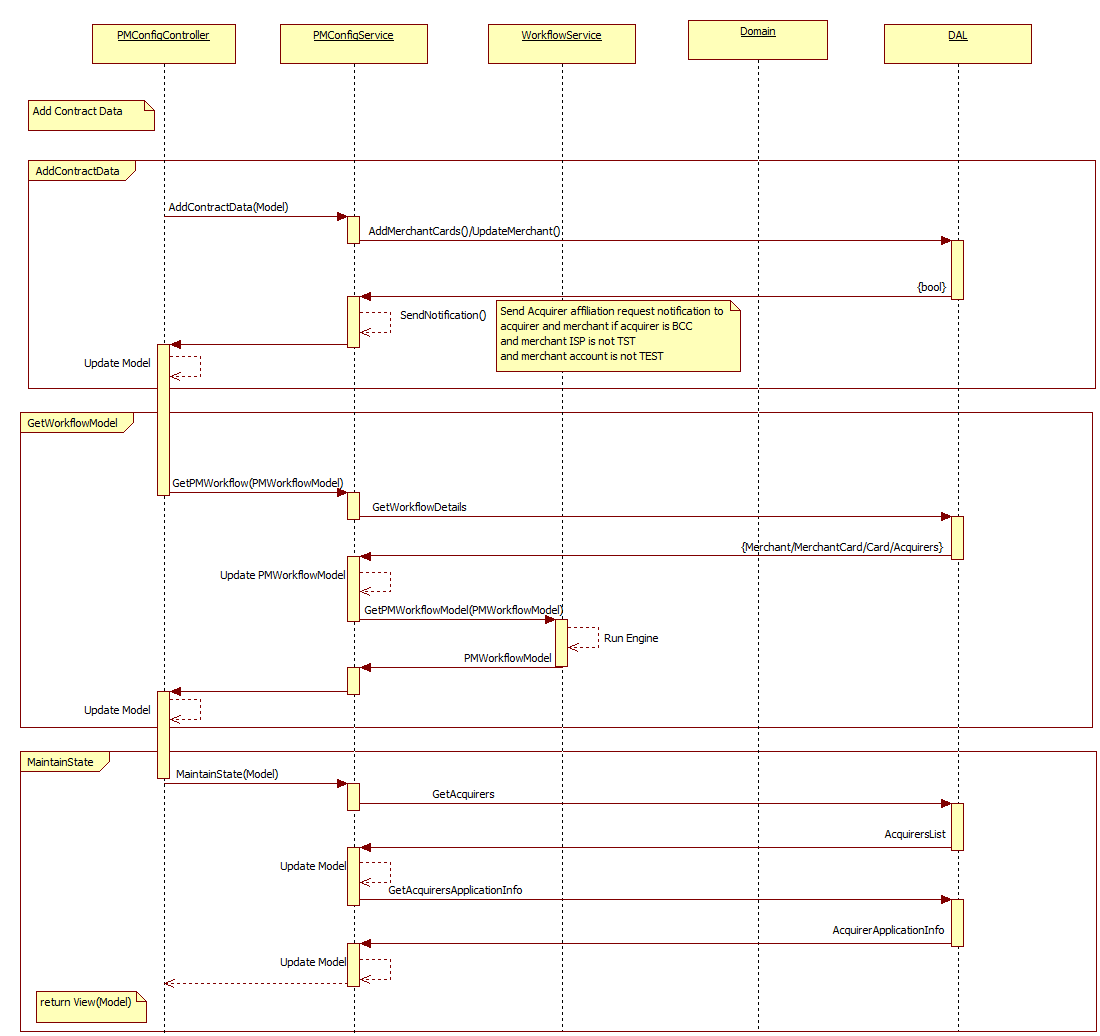 PMConfigController
PMConfigService
WorkflowService
Domain
DAL
Add Contract Data
AddContractData
AddContractData(Model)
AddMerchantCards()/UpdateMerchant()
{bool}
SendNotification()
Send Acquirer affiliation request notification to
acquirer and merchant if acquirer is BCC
and merchant ISP is not TST
and merchant account is not TEST
Update Model
GetWorkflowModel
GetPMWorkflow(PMWorkflowModel)
GetWorkflowDetails
{Merchant/MerchantCard/Card/Acquirers}
Update PMWorkflowModel
GetPMWorkflowModel(PMWorkflowModel)
Run Engine
PMWorkflowModel
Update Model
MaintainState
MaintainState(Model)
GetAcquirers
AcquirersList
Update Model
GetAcquirersApplicationInfo
AcquirerApplicationInfo
Update Model
return View(Model)